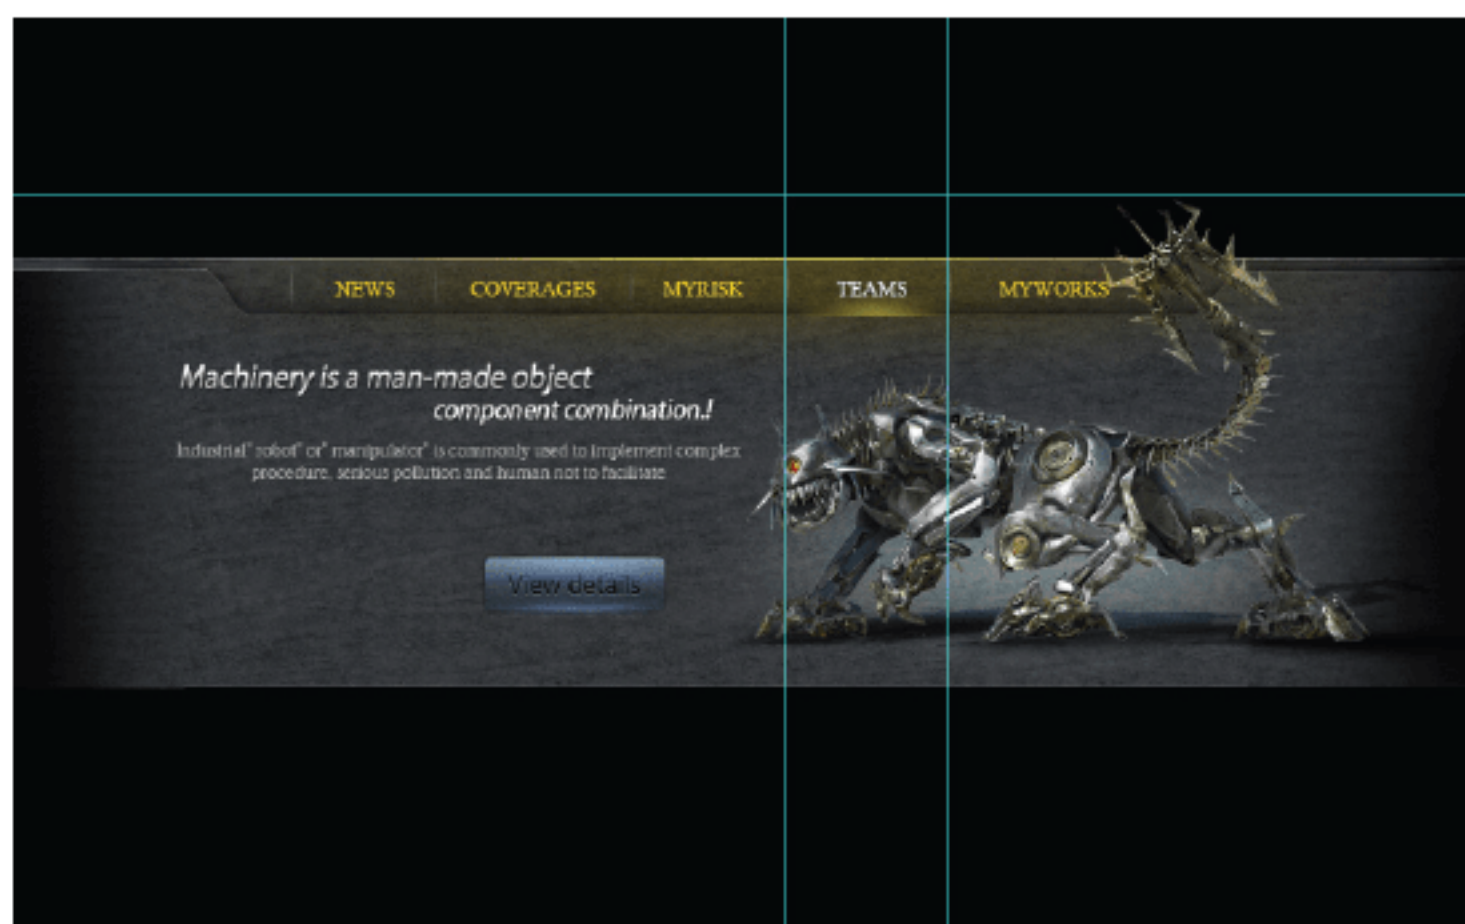 NEWS COVERAGES MYRISK TEAMS MYWORKS
Machinery is a man-made object
component combination.!
Industrial" robot" or" manipulator" is commonly used to implement complex
procedure, serious pollution and human not to facilitate
View details